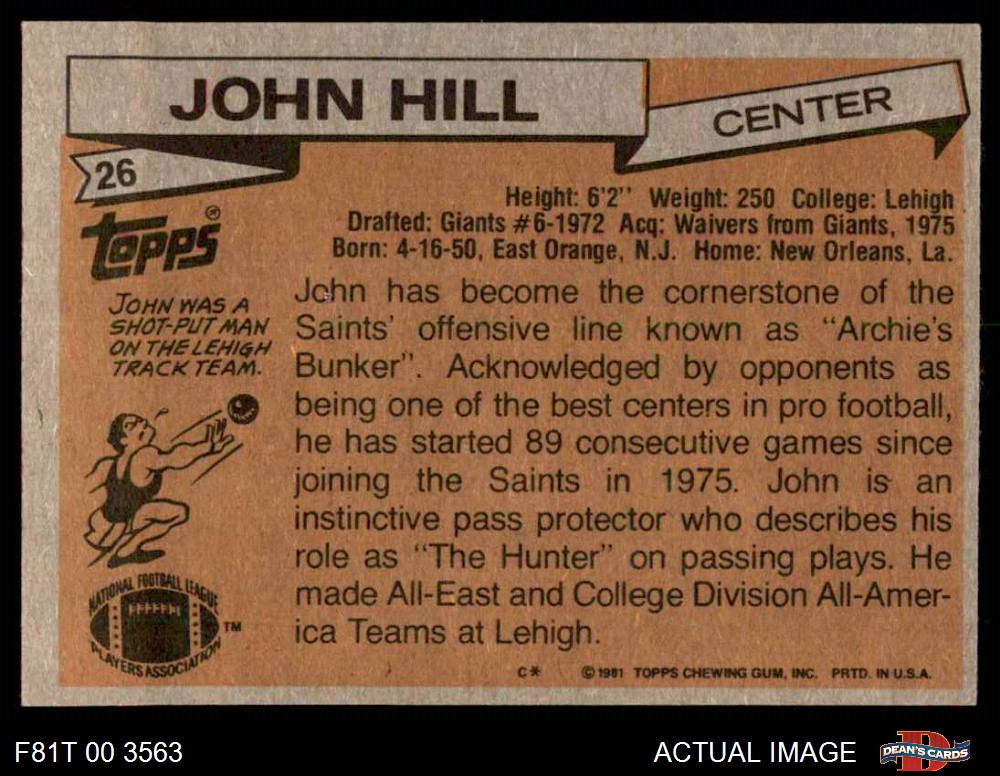 JOHN HILL
CENTER
26
TOPPS®
Height: 6'2'' Weight: 250 College: Lehigh
Drafted: Giants #6-1972 Acq: Waivers from Giants, 1975
Born: 4-16-50, East Orange, N.J. Home: New Orleans, La.
JOHN WAS A
SHOT-PUT MAN
ON THE LEHIGH
TRACK TEAM.
John has become the cornerstone of the
Saints' offensive line known as "Archie's
Bunker". Acknowledged by opponents as
being one of the best centers in pro football,
he has started 89 consecutive games since
joining the Saints in 1975. John is an
instinctive pass protector who describes his
role as "The Hunter" on passing plays. He
made All-East and College Division All-Amer-
ica Teams at Lehigh.
NATIONAL FOOTBALL LEAGUE
PLAYERS ASSOCIATION
TM
C* ©1981 TOPPS CHEWING GUM, INC. PRTD. IN U.S.A.
F81T 00 3563
ACTUAL IMAGE
D
DEAN'S CARDS